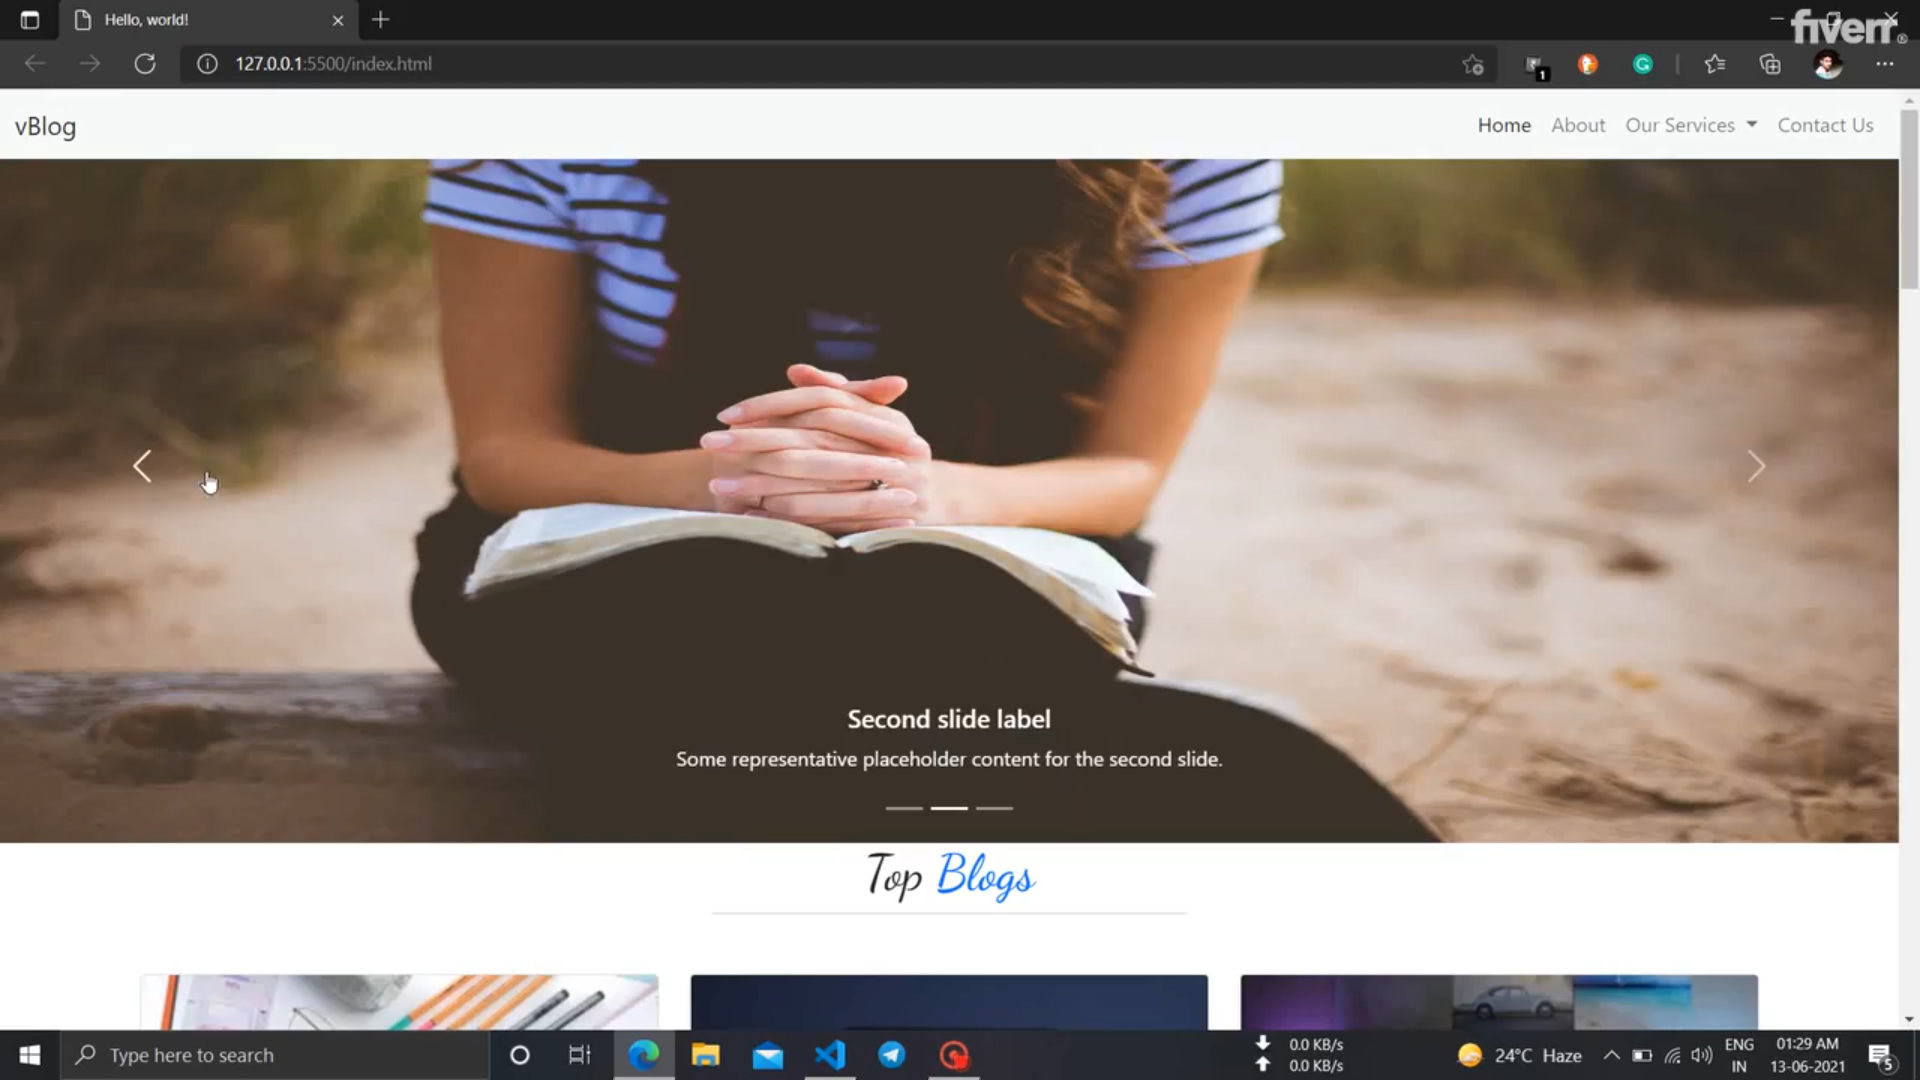 Hello, world!
fiverr®
127.0.0.1:5500/index.html
1
vBlog
Home About Our Services Contact Us
Second slide label
Some representative placeholder content for the second slide.
Top Blogs
Type here to search
0.0 KB/s
0.0 KB/s
24°C Haze
ENG
IN
01:29 AM
13-06-2021
5